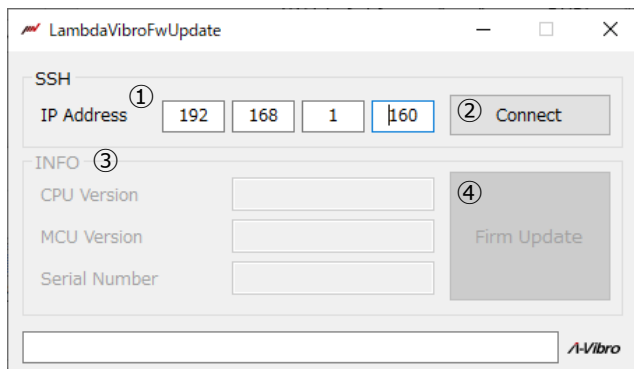 LambdaVibroFwUpdate
SSH
IP Address ① 192 168 1 160 ② Connect
INFO ③
CPU Version
④
MCU Version
Firm Update
Serial Number
Λ-Vibro